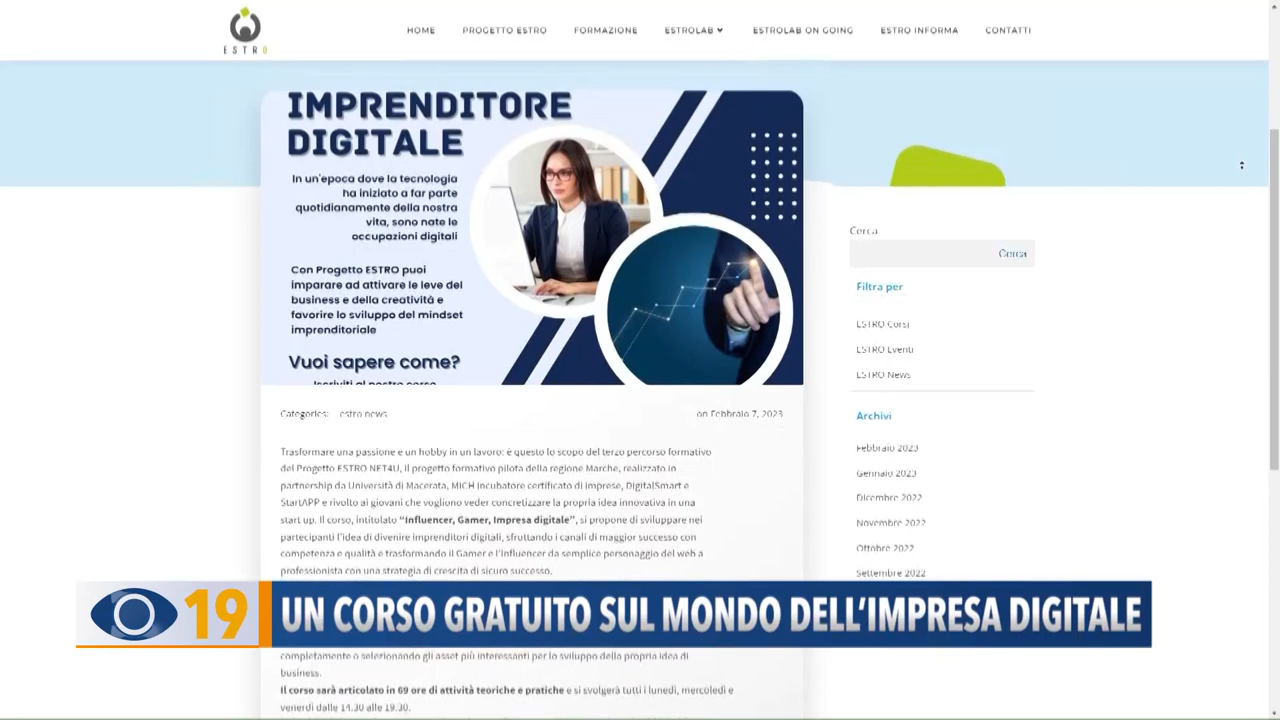 ESTRO
HOME PROGETTO ESTRO FORMAZIONE ESTROLAB ESTROLAB ON GOING ESTRO INFORMA CONTATTI
IMPRENDITORE
DIGITALE
In un'epoca dove la tecnologia
ha iniziato a far parte
quotidianamente della nostra
vita, sono nate le
occupazioni digitali
Con Progetto ESTRO puoi
imparare ad attivare le leve del
business e della creatività e
favorire lo sviluppo del mindset
imprenditoriale
Vuoi sapere come?
Iscriviti al nostro corso
Categories: estro news
on Febbraio 7, 2023
Trasformare una passione e un hobby in un lavoro: è questo lo scopo del terzo percorso formativo
del Progetto ESTRO NET4U, il progetto formativo pilota della regione Marche, realizzato in
partnership da Università di Macerata, MICH incubatore certificato di imprese, DigitalSmart e
StartAPP e rivolto ai giovani che vogliono veder concretizzare la propria idea innovativa in una
start up. Il corso, intitolato “Influencer, Gamer, Impresa digitale”, si propone di sviluppare nei
partecipanti l'idea di divenire imprenditori digitali, sfruttando i canali di maggior successo con
competenza e qualità e trasformando il Gamer e l'Influencer da semplice personaggio del web a
professionista con una strategia di crescita di sicuro successo.
19 UN CORSO GRATUITO SUL MONDO DELL’IMPRESA DIGITALE
completamente o selezionando gli asset più interessanti per lo sviluppo della propria idea di
business.
Il corso sarà articolato in 69 ore di attività teoriche e pratiche e si svolgerà tutti i lunedì, mercoledì e
venerdì dalle 14.30 alle 19.30.
Cerca
Cerca
Filtra per
ESTRO Corsi
ESTRO Eventi
ESTRO News
Archivi
Febbraio 2023
Gennaio 2023
Dicembre 2022
Novembre 2022
Ottobre 2022
Settembre 2022